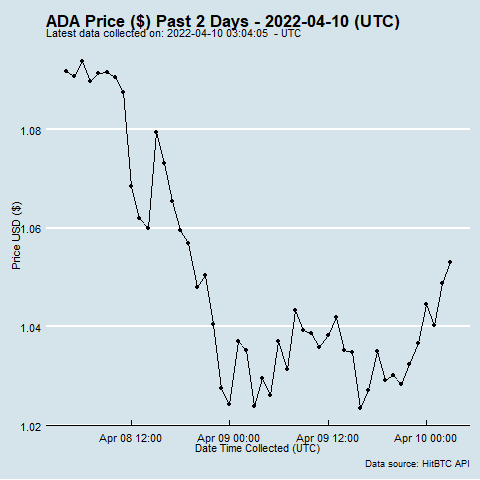 ADA Price ($) Past 2 Days - 2022-04-10 (UTC)
Latest data collected on: 2022-04-10 03:04:05 - UTC
1.08
1.06
1.04
1.02
Price USD ($)
Apr 08 12:00
Apr 09 00:00
Apr 09 12:00
Apr 10 00:00
Date Time Collected (UTC)
Data source: HitBTC API